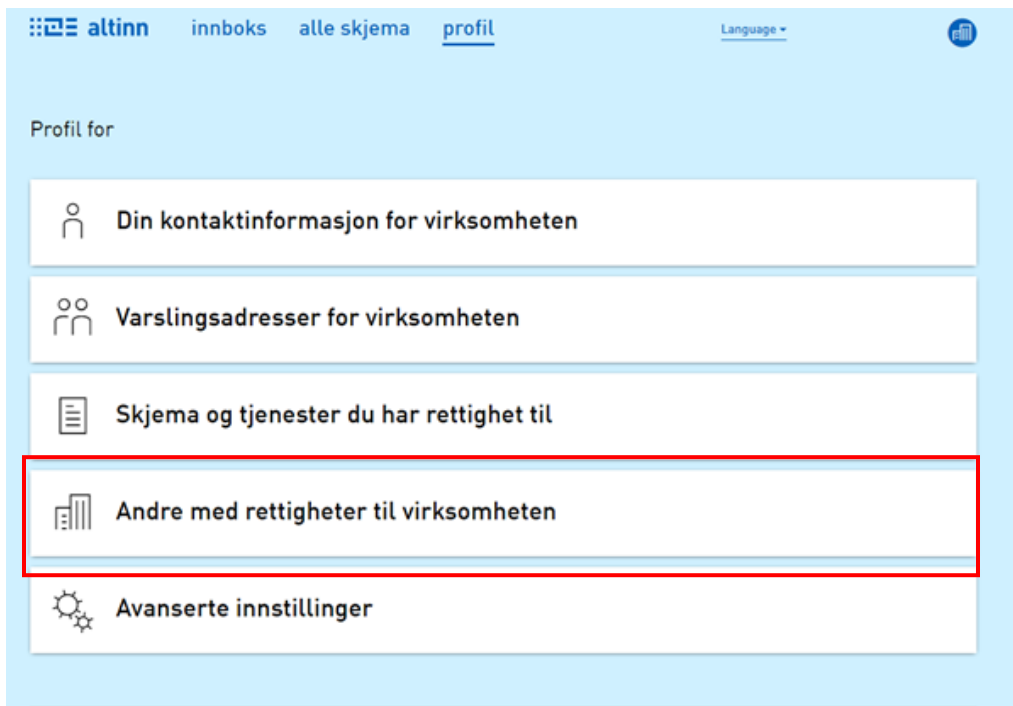 altinn innboks alle skjema profil Language
Profil for
Din kontaktinformasjon for virksomheten
Varslingsadresser for virksomheten
Skjema og tjenester du har rettighet til
Andre med rettigheter til virksomheten
Avanserte innstillinger